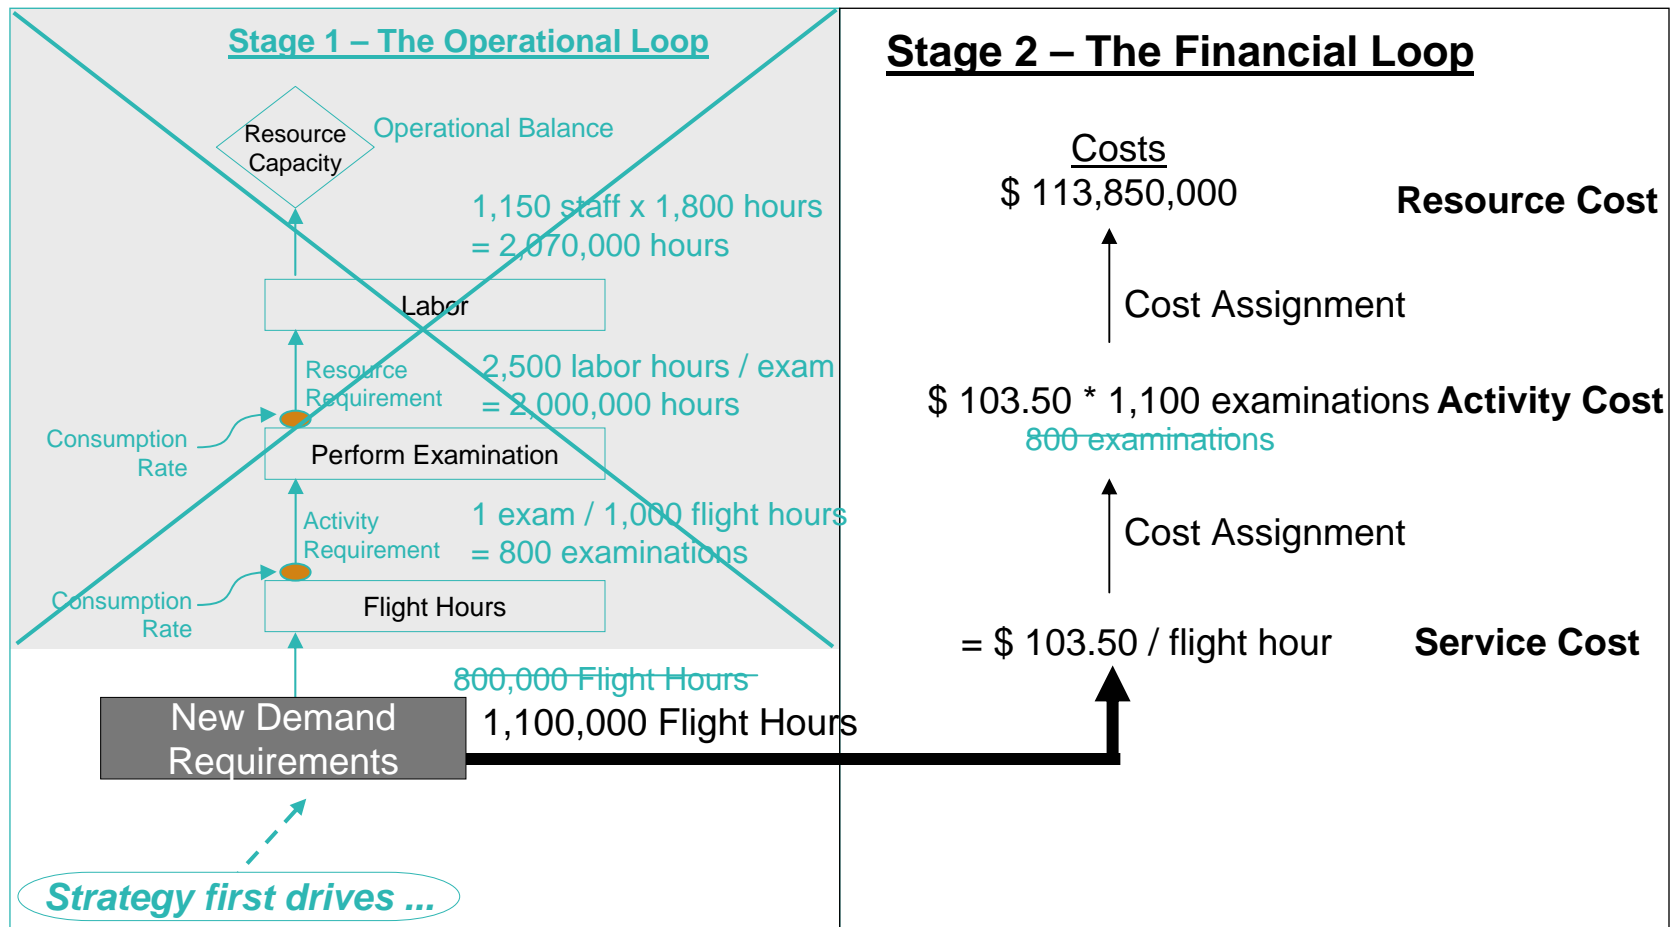 Stage 1 – The Operational Loop
Resource
Capacity
Operational Balance
1,150 staff x 1,800 hours
= 2,070,000 hours
Labor
Resource
Requirement
2,500 labor hours / exam
= 2,000,000 hours
Consumption
Rate
Perform Examination
Activity
Requirement
1 exam / 1,000 flight hours
= 800 examinations
Consumption
Rate
Flight Hours
800,000 Flight Hours
New Demand
Requirements
1,100,000 Flight Hours
Strategy first drives ...
Stage 2 – The Financial Loop
Costs
$ 113,850,000
Resource Cost
Cost Assignment
$ 103.50 * 1,100 examinations
Activity Cost
800 examinations
Cost Assignment
= $ 103.50 / flight hour
Service Cost